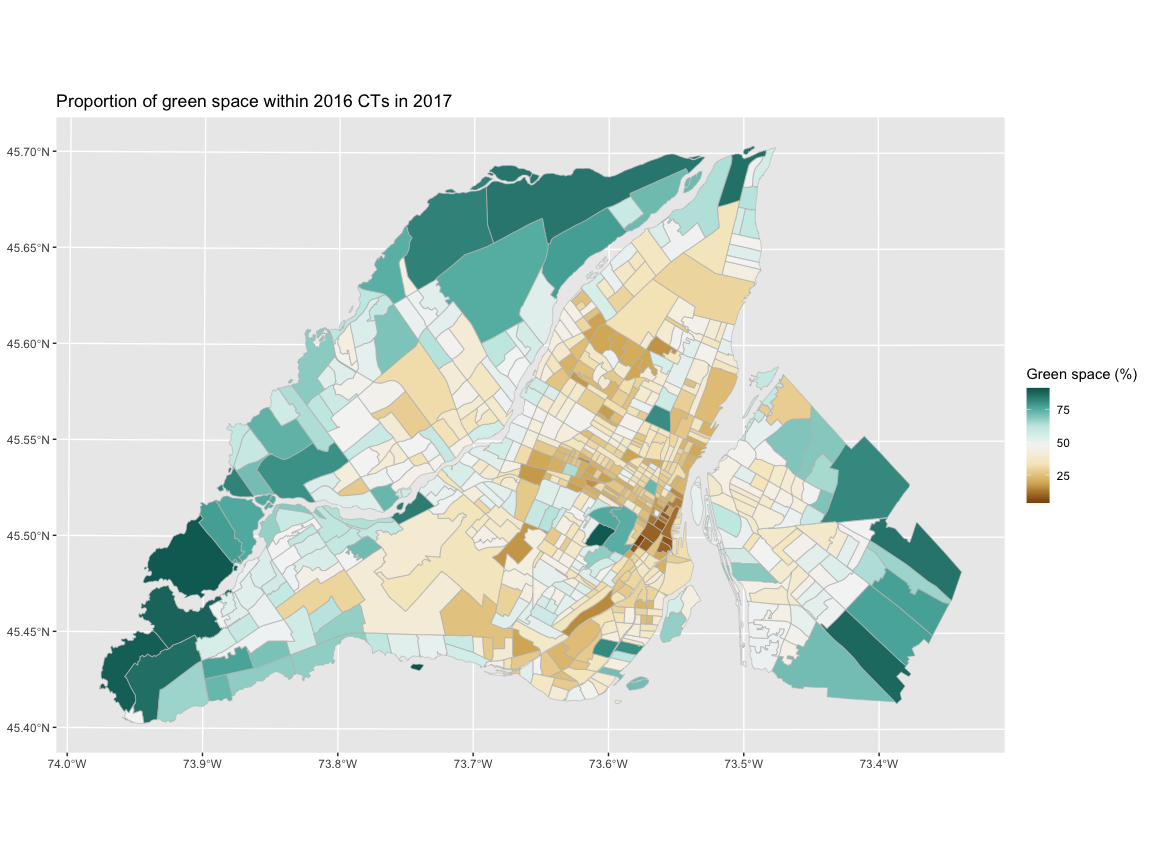 Proportion of green space within 2016 CTs in 2017
45.70°N
45.65°N
45.60°N
45.55°N
45.50°N
45.45°N
45.40°N
74.0°W 73.9°W 73.8°W 73.7°W 73.6°W 73.5°W 73.4°W
Green space (%)
75
50
25